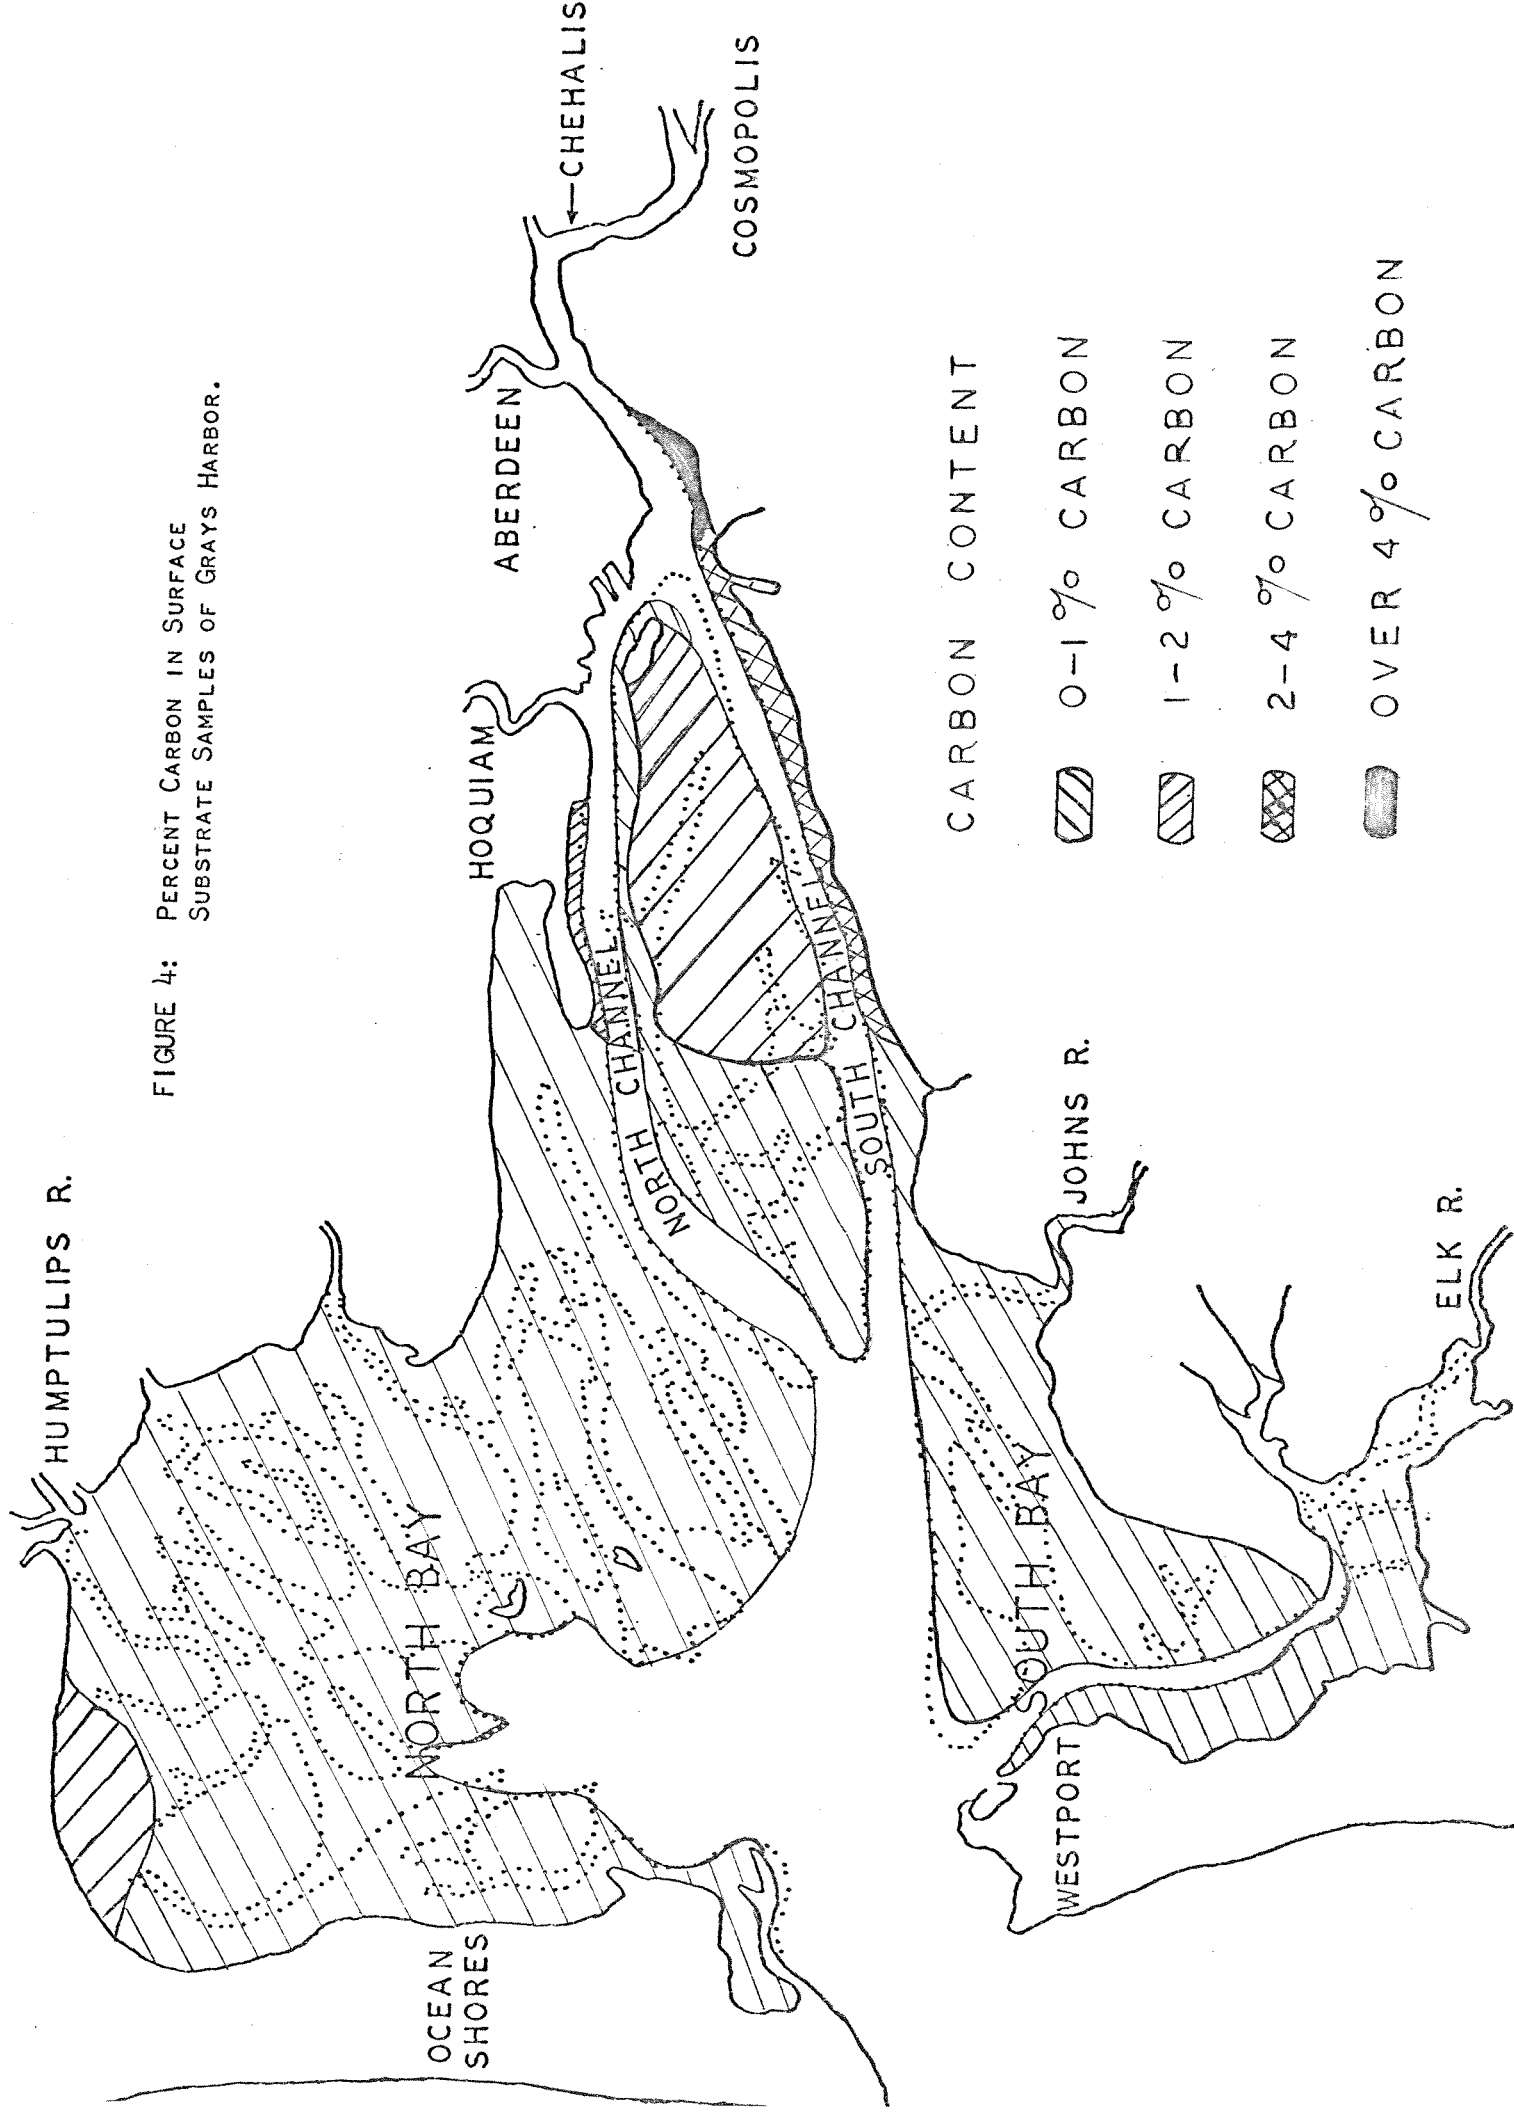 FIGURE 4: PERCENT CARBON IN SURFACE
SUBSTRATE SAMPLES OF GRAYS HARBOR.
HUMPTULIPS R.
HOQUIAM
ABERDEEN
←CHEHALIS
COSMOPOLIS
NORTH BAY
NORTH CHANNEL
SOUTH CHANNEL
OCEAN
SHORES
SOUTH BAY
WESTPORT
JOHNS R.
ELK R.
CARBON CONTENT
0-1% CARBON
1-2% CARBON
2-4% CARBON
OVER 4% CARBON